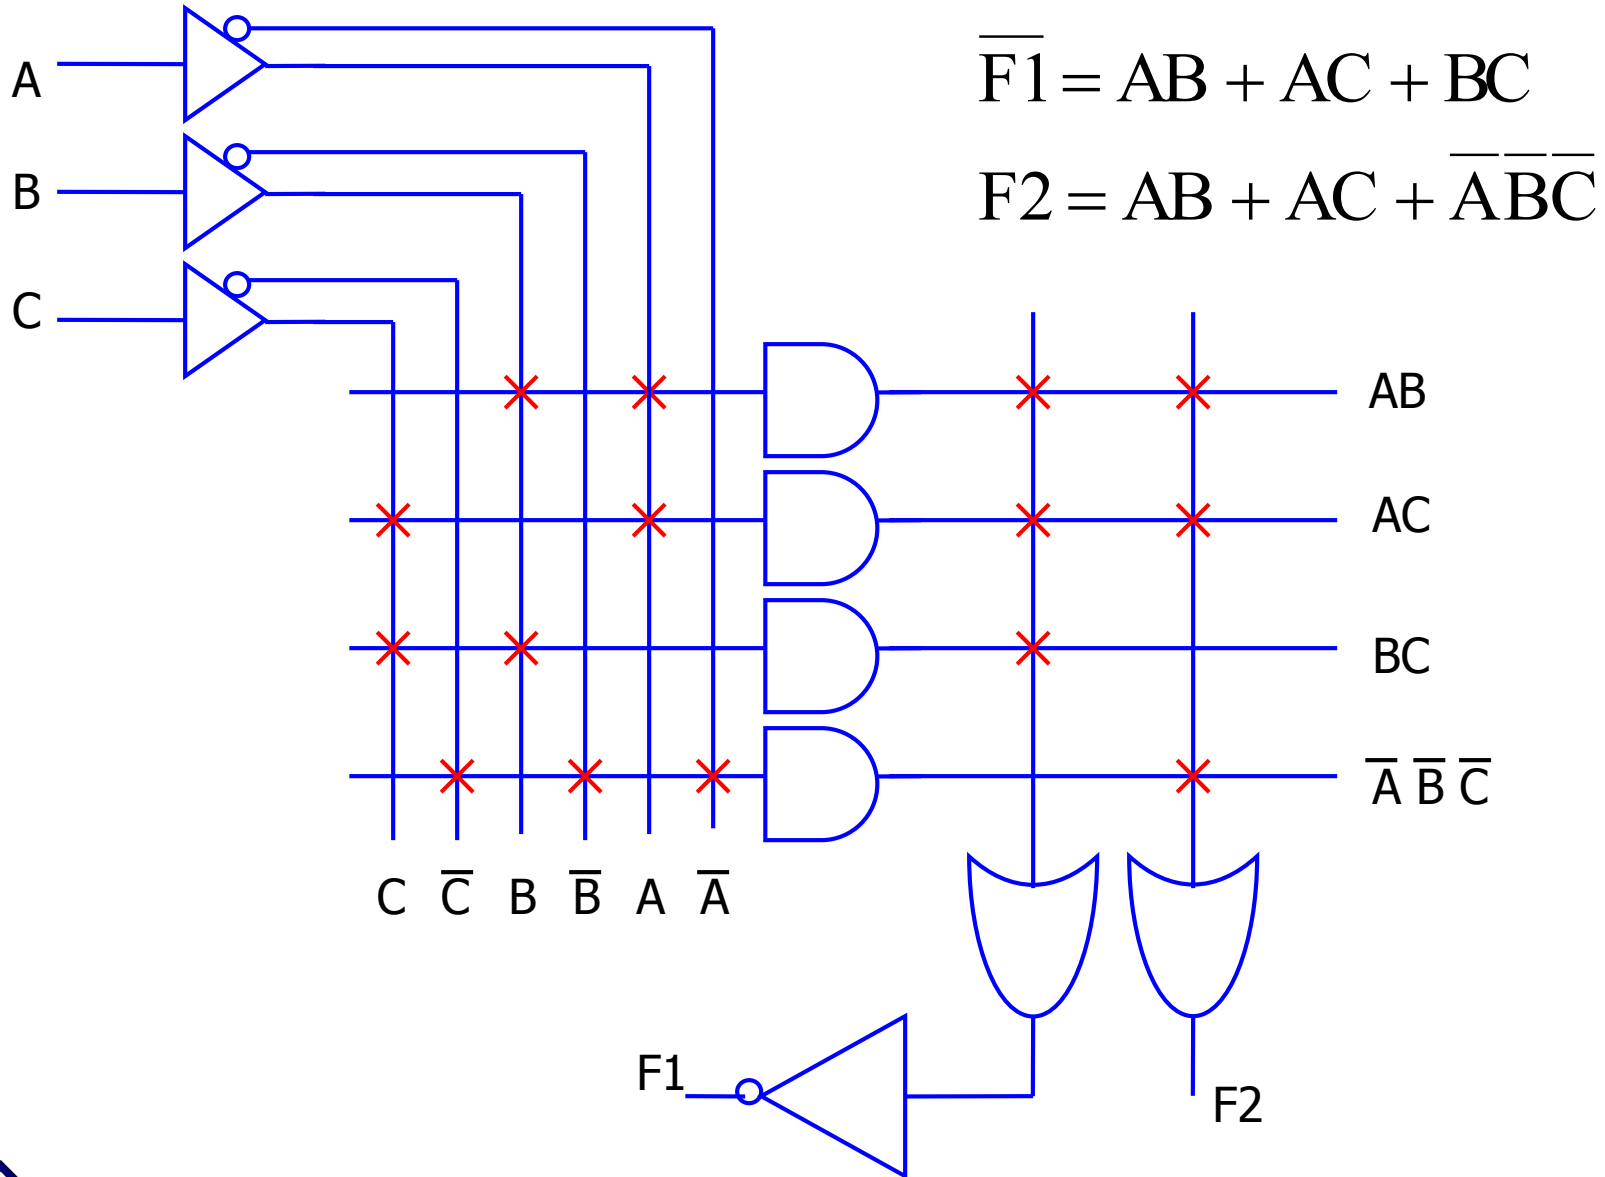 A
B
C
F̅1̅ = AB + AC + BC
F2 = AB + AC + A̅ B̅ C̅
AB
AC
BC
A̅ B̅ C̅
C C̅ B B̅ A A̅
F1
F2